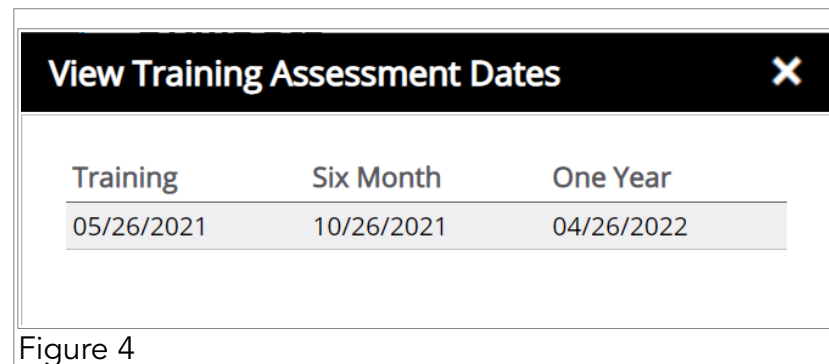 View Training Assessment Dates ×
Training Six Month One Year
05/26/2021 10/26/2021 04/26/2022
Figure 4